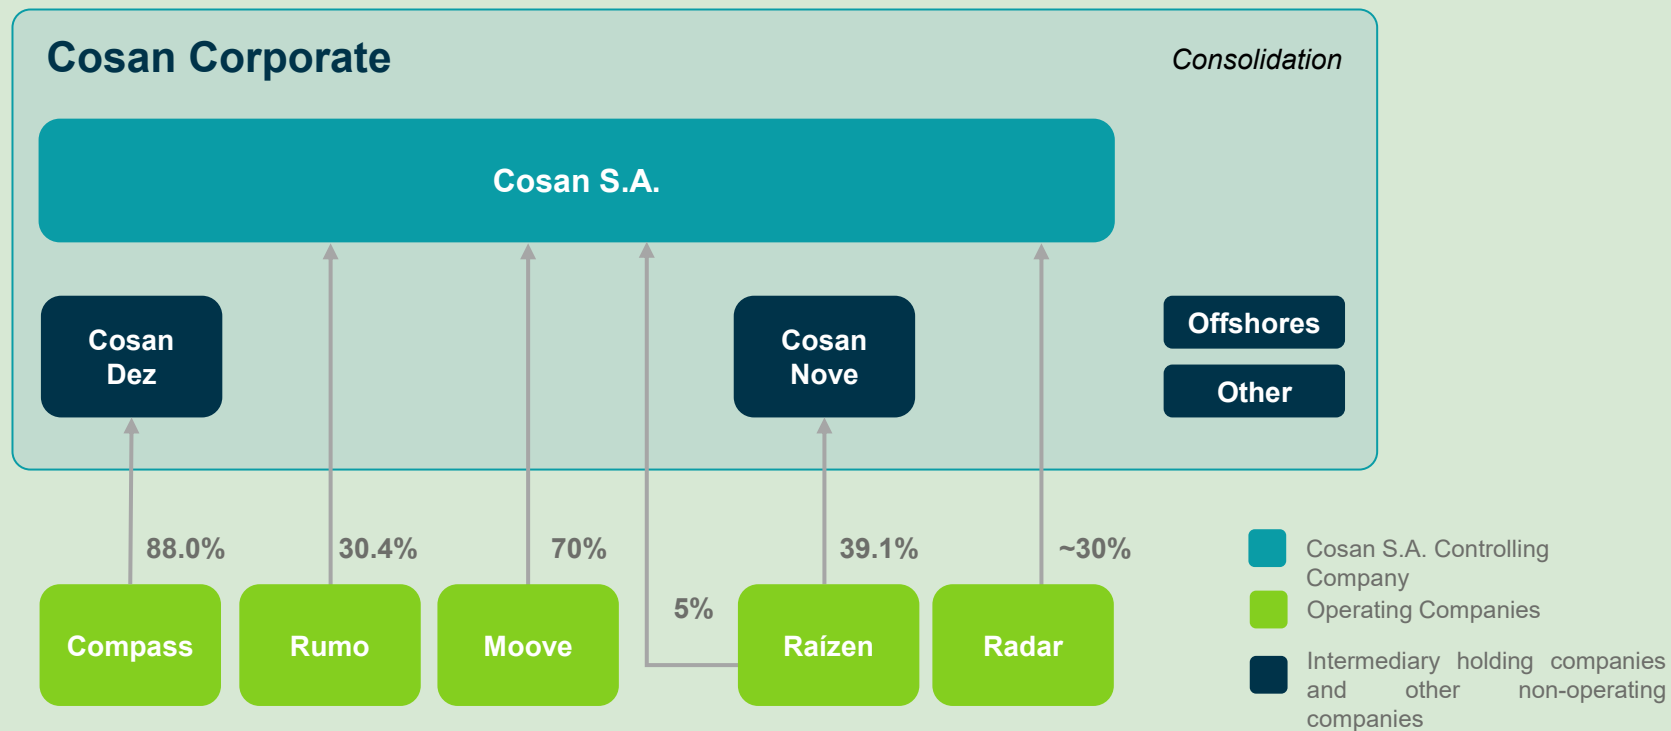 Cosan Corporate
Consolidation
Cosan S.A.
Cosan
Dez
Cosan
Nove
Offshores
Other
88.0%
30.4%
70%
39.1%
~30%
5%
Compass
Rumo
Moove
Raízen
Radar
Cosan S.A. Controlling
Company
Operating Companies
Intermediary holding companies
and other non-operating
companies